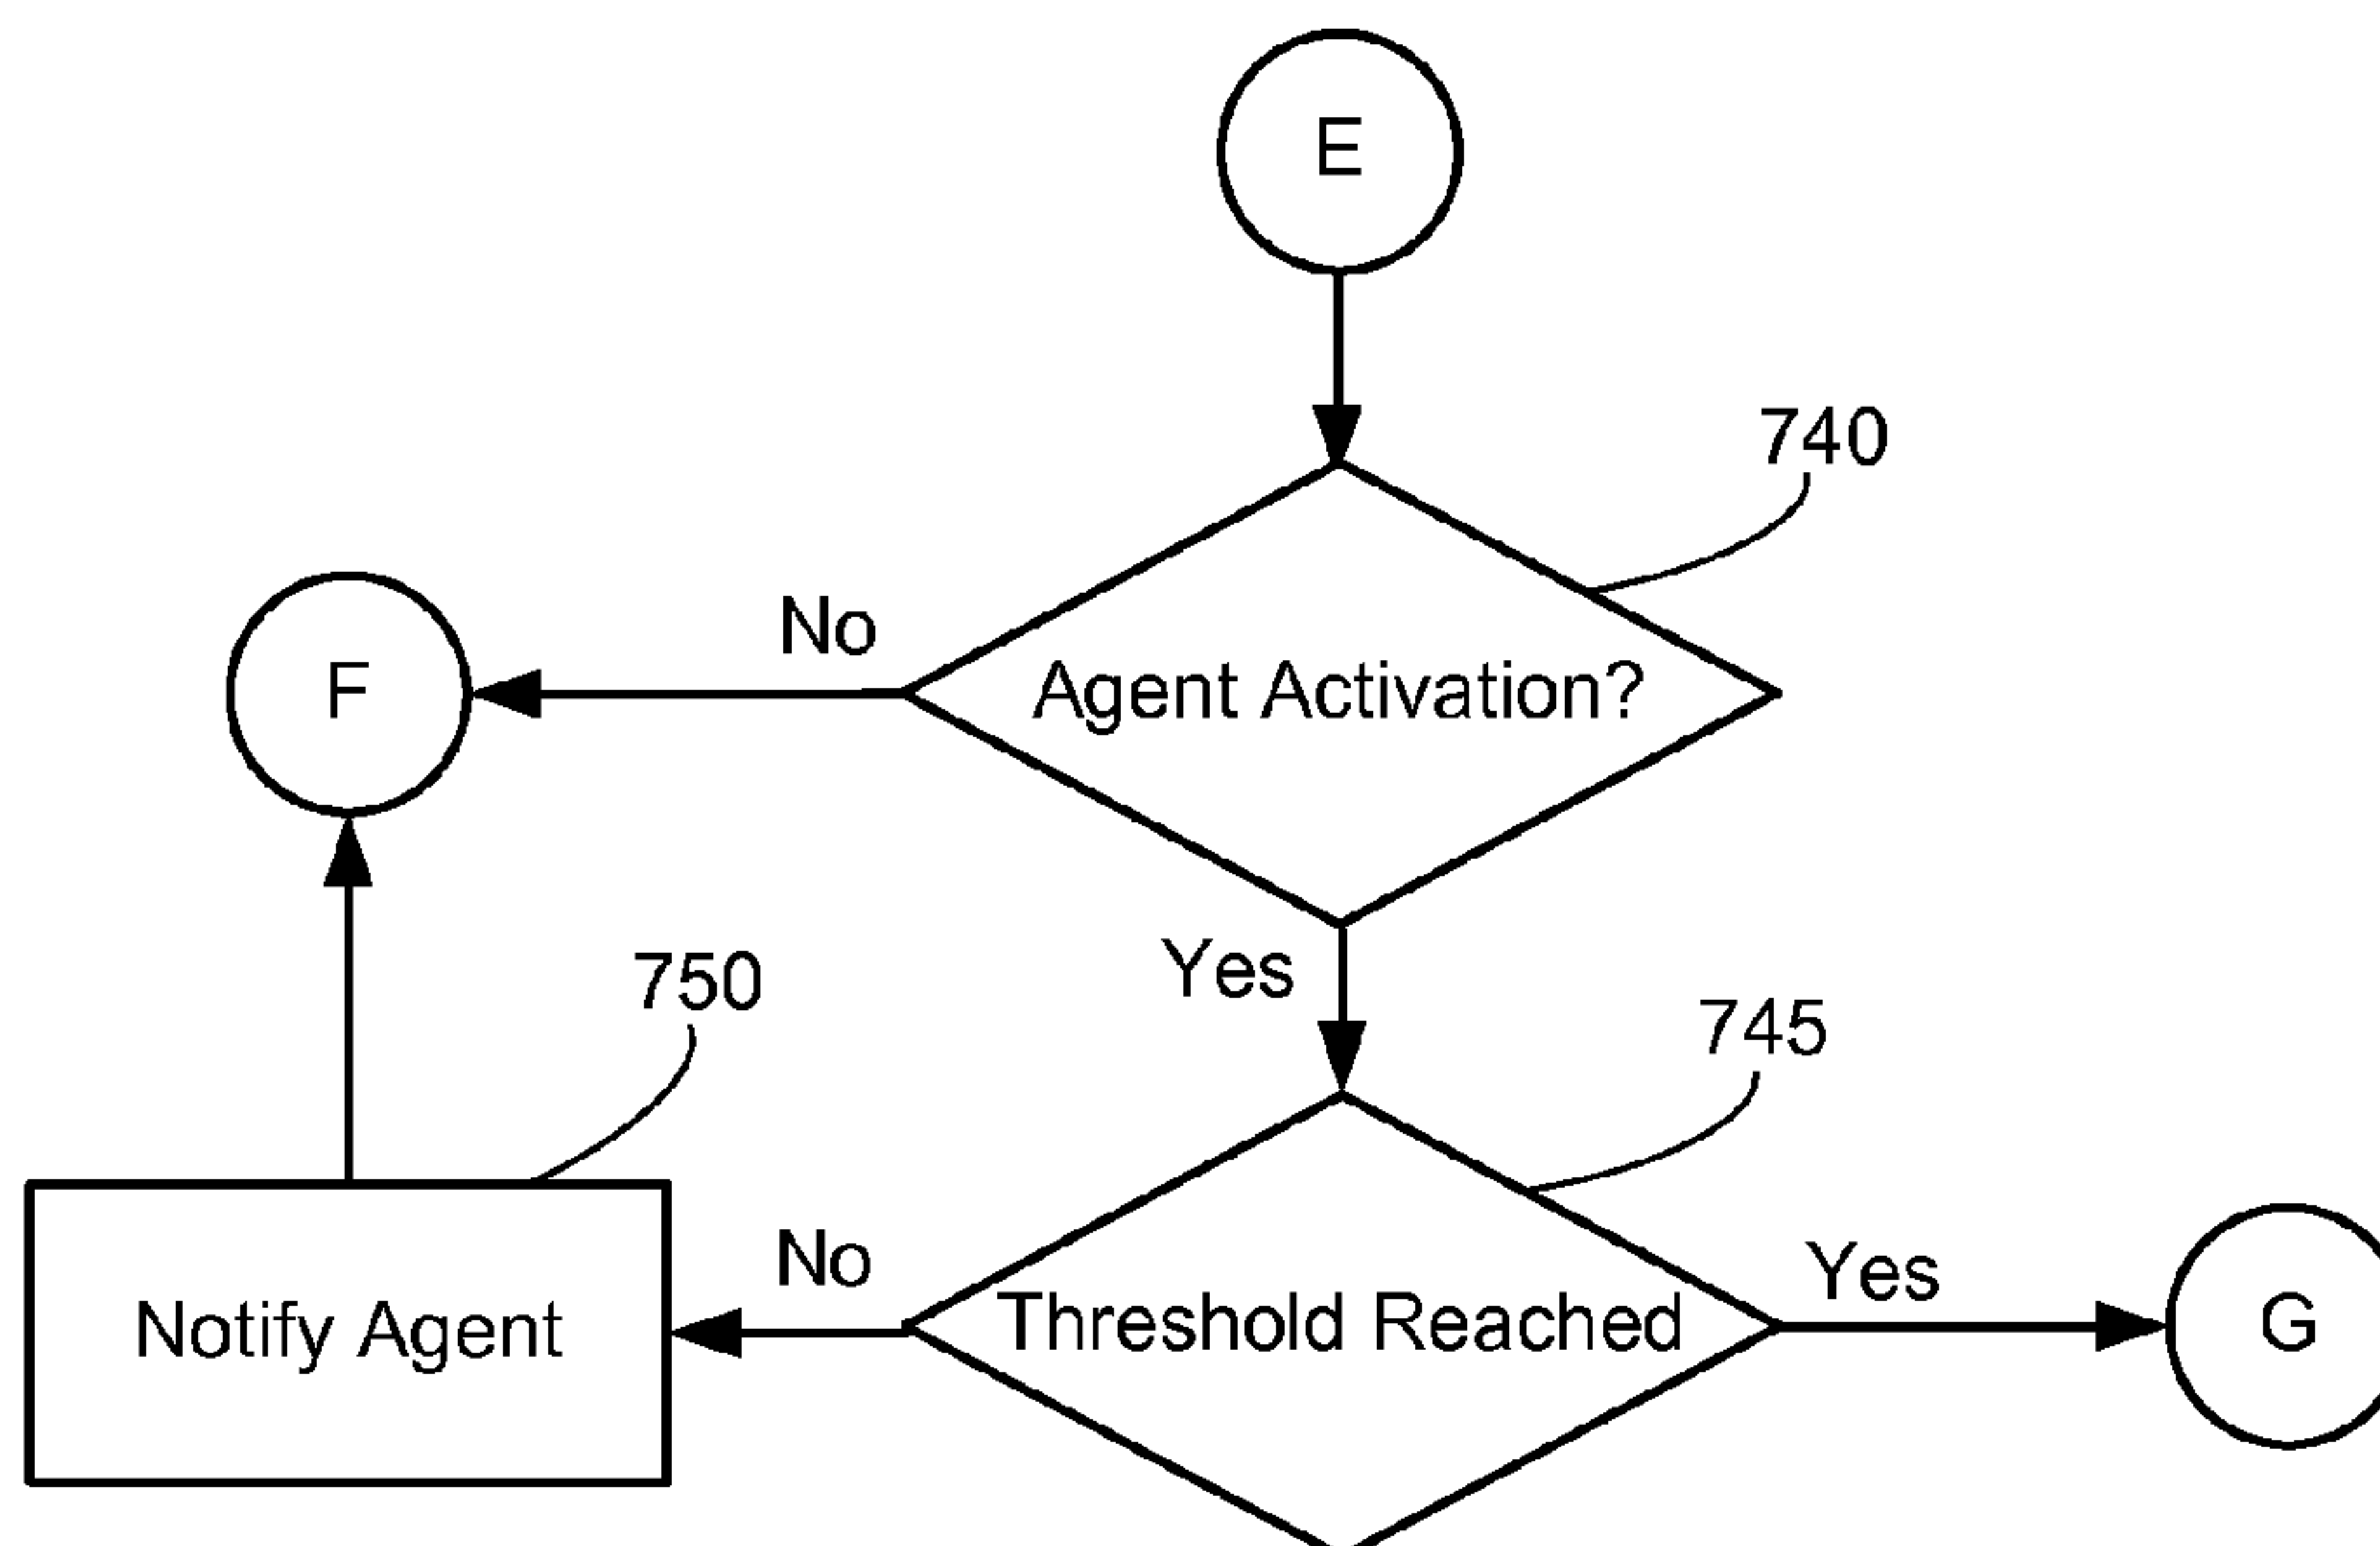 E
740
No
F
Agent Activation?
Yes
750
745
No
Yes
Notify Agent
Threshold Reached
G